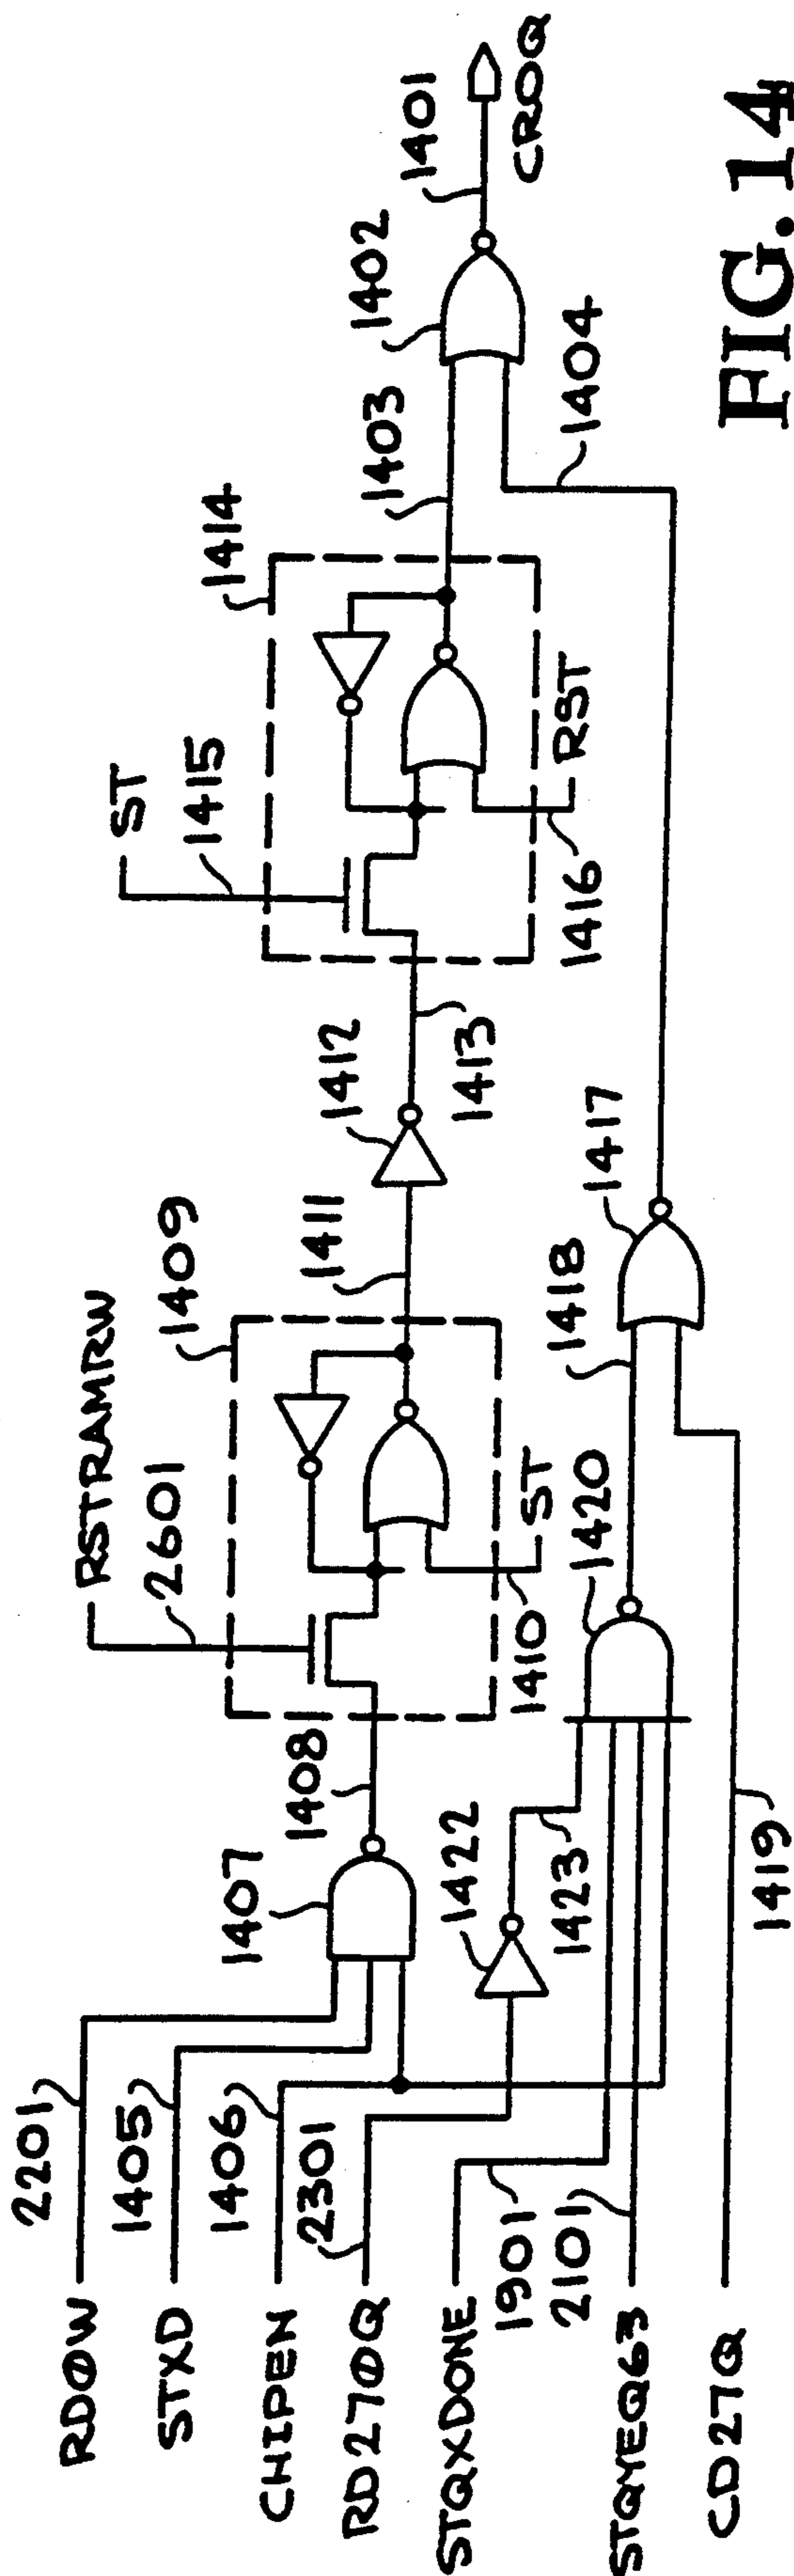 RDØW
2201
STXD
1405
CHIPEN
1406
RD27ØQ
2301
STQXDONE
1901
STQYEQ63
2101
CD27Q
1419
1407
1408
1422
1423
RSTRAMRW
2601
1409
1410
ST
1411
1420
1418
1417
1412
1413
ST
1415
1414
1416
RST
1403
1404
1402
1401
CROQ
FIG. 14